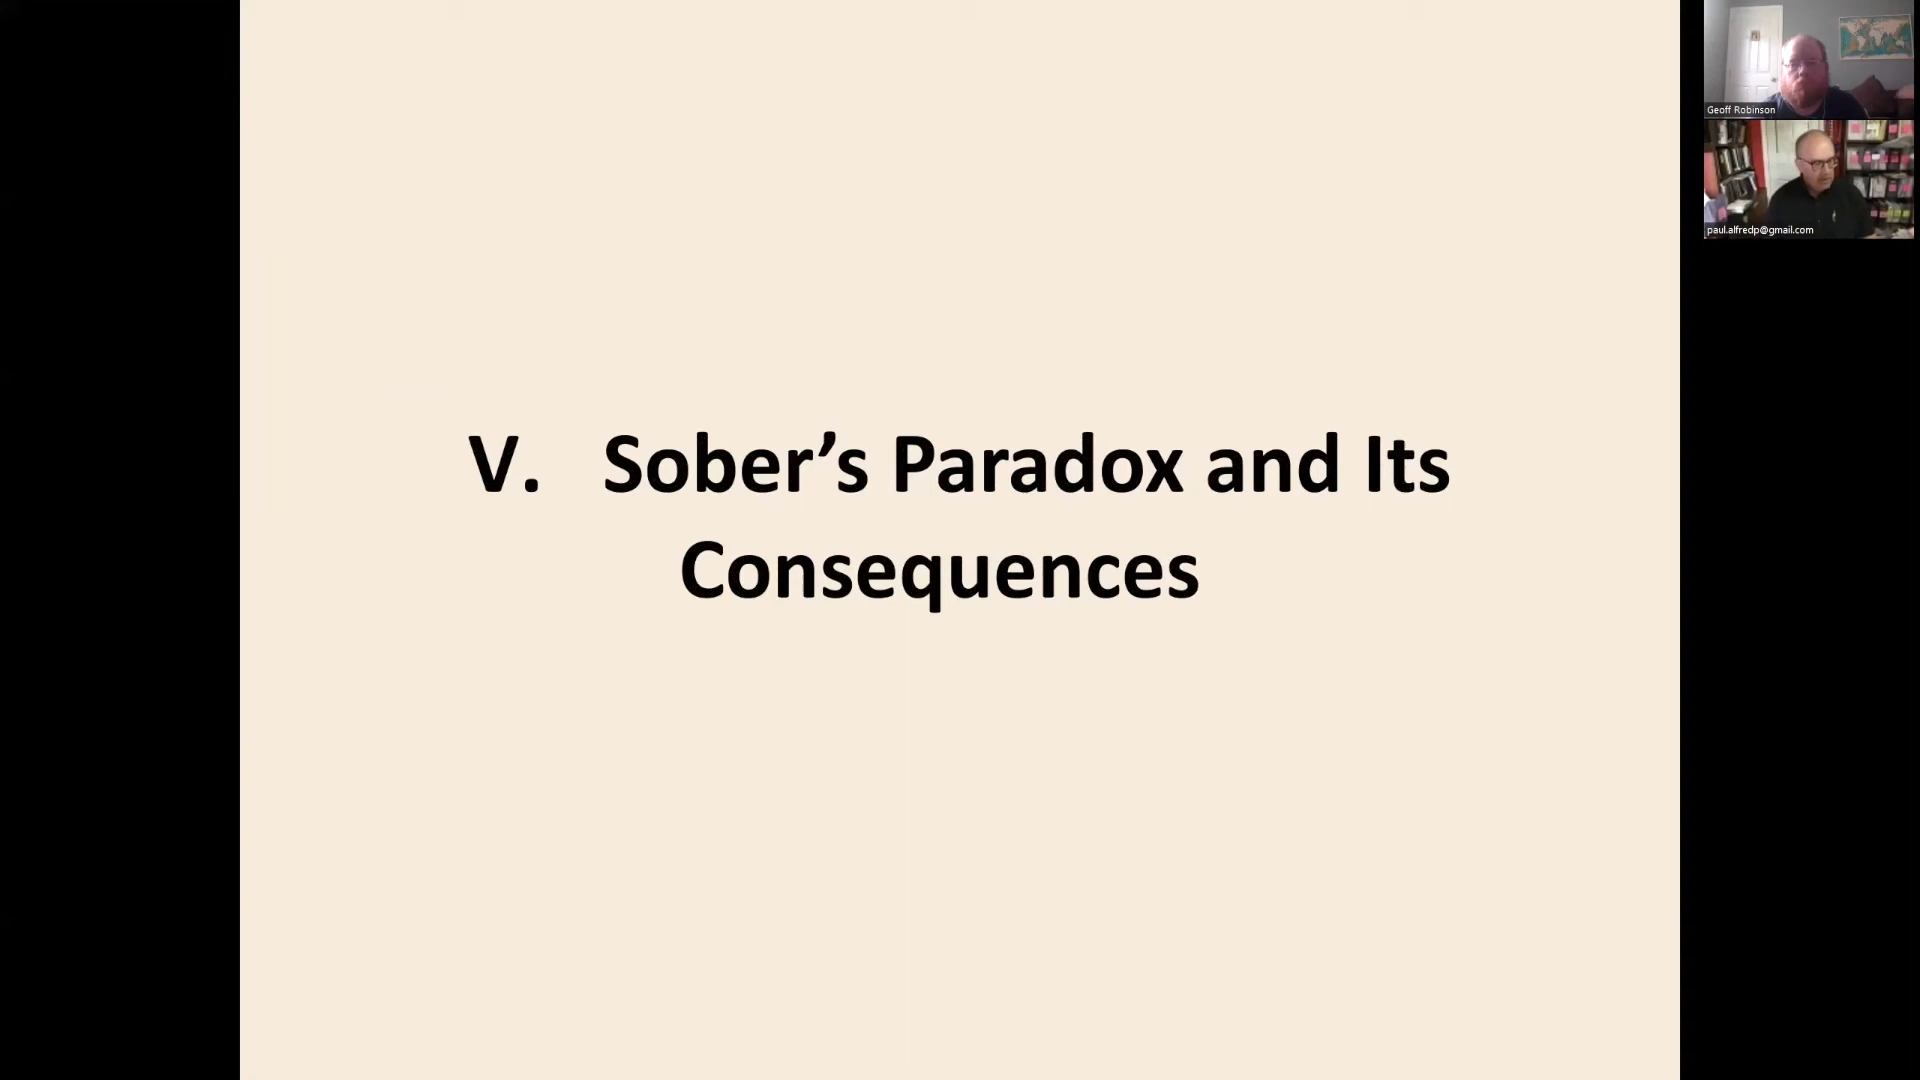 V. Sober’s Paradox and Its
Consequences
Geoff Robinson
paul.alfredp@gmail.com